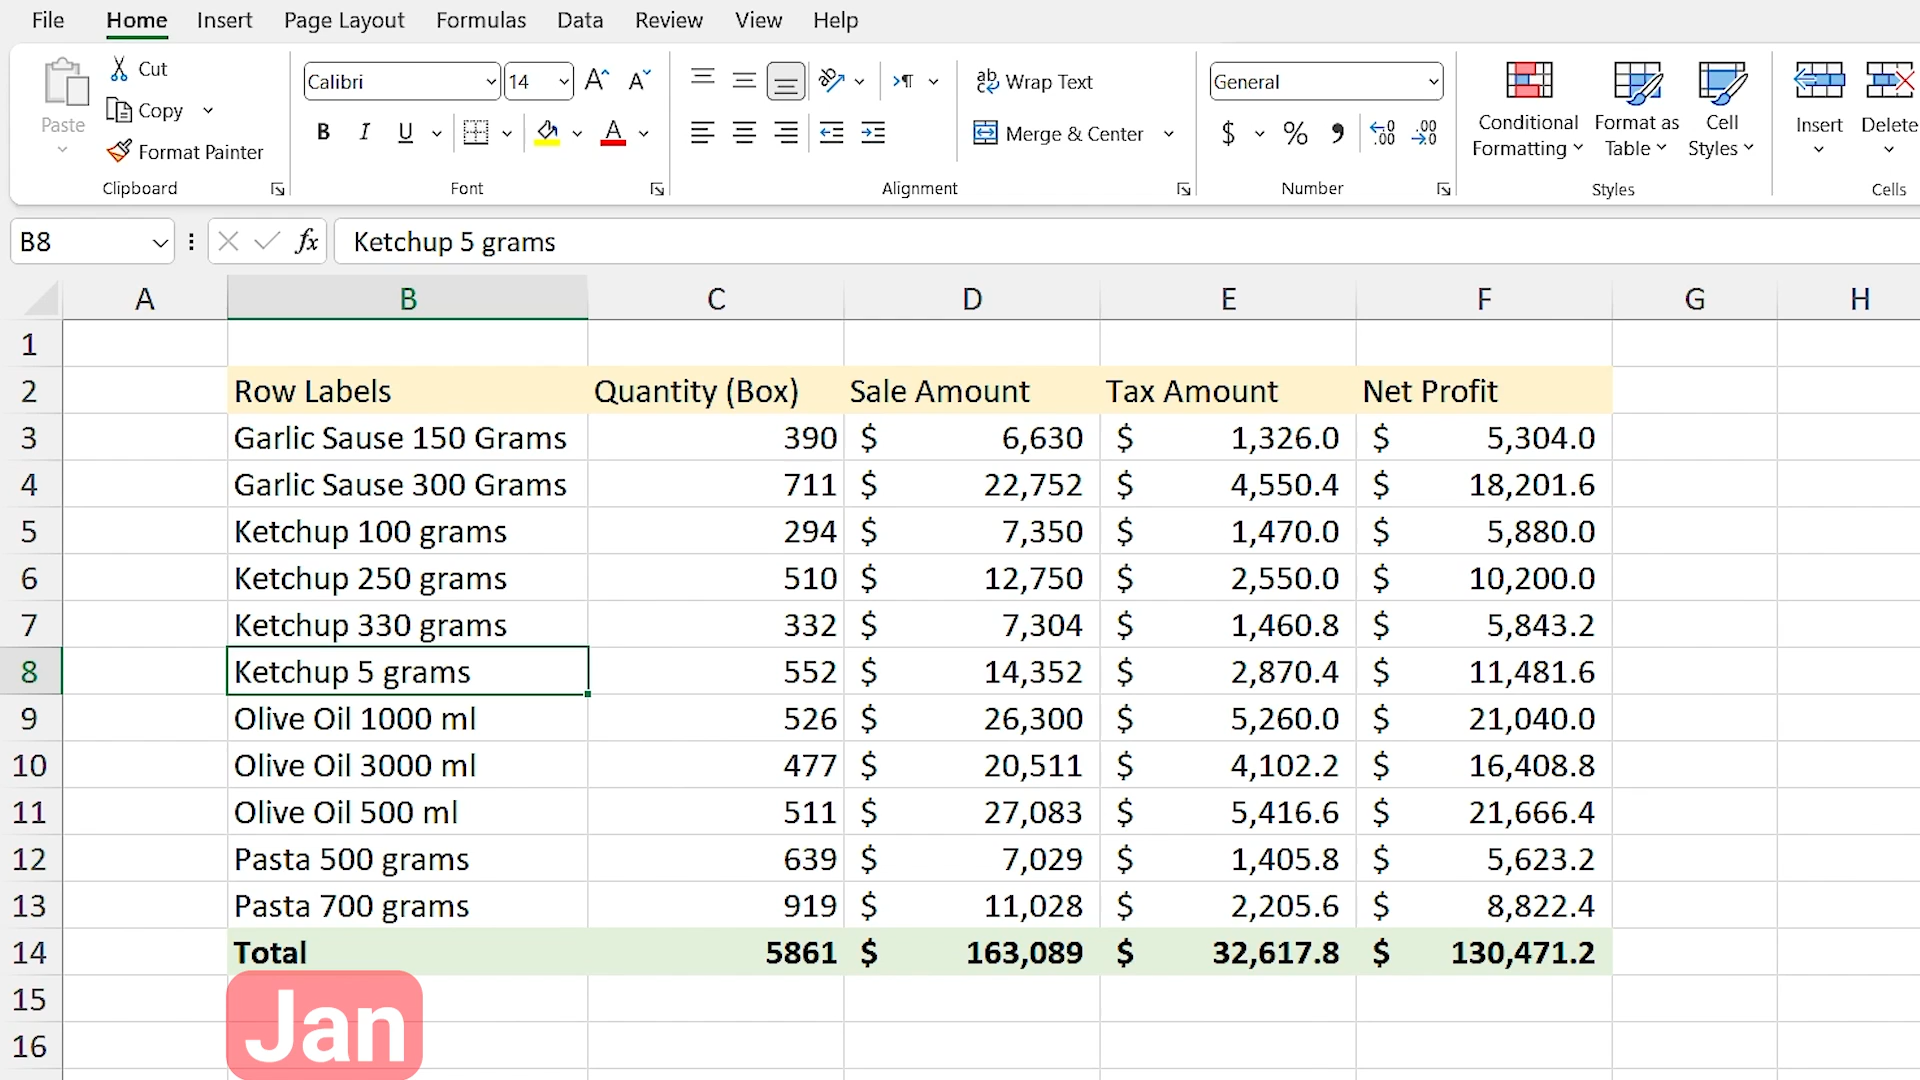 File Home Insert Page Layout Formulas Data Review View Help
Paste Cut Copy Format Painter Clipboard
Calibri 14 A A B I U A Font
ab Wrap Text Merge & Center Alignment
General $ % , .00 .00 Number
Conditional Formatting Format as Table Cell Styles Styles
Insert Delete Cells
B8 fx Ketchup 5 grams
A B C D E F G H
1
2 Row Labels Quantity (Box) Sale Amount Tax Amount Net Profit
3 Garlic Sause 150 Grams 390 $ 6,630 $ 1,326.0 $ 5,304.0
4 Garlic Sause 300 Grams 711 $ 22,752 $ 4,550.4 $ 18,201.6
5 Ketchup 100 grams 294 $ 7,350 $ 1,470.0 $ 5,880.0
6 Ketchup 250 grams 510 $ 12,750 $ 2,550.0 $ 10,200.0
7 Ketchup 330 grams 332 $ 7,304 $ 1,460.8 $ 5,843.2
8 Ketchup 5 grams 552 $ 14,352 $ 2,870.4 $ 11,481.6
9 Olive Oil 1000 ml 526 $ 26,300 $ 5,260.0 $ 21,040.0
10 Olive Oil 3000 ml 477 $ 20,511 $ 4,102.2 $ 16,408.8
11 Olive Oil 500 ml 511 $ 27,083 $ 5,416.6 $ 21,666.4
12 Pasta 500 grams 639 $ 7,029 $ 1,405.8 $ 5,623.2
13 Pasta 700 grams 919 $ 11,028 $ 2,205.6 $ 8,822.4
14 Total 5861 $ 163,089 $ 32,617.8 $ 130,471.2
15
Jan
16